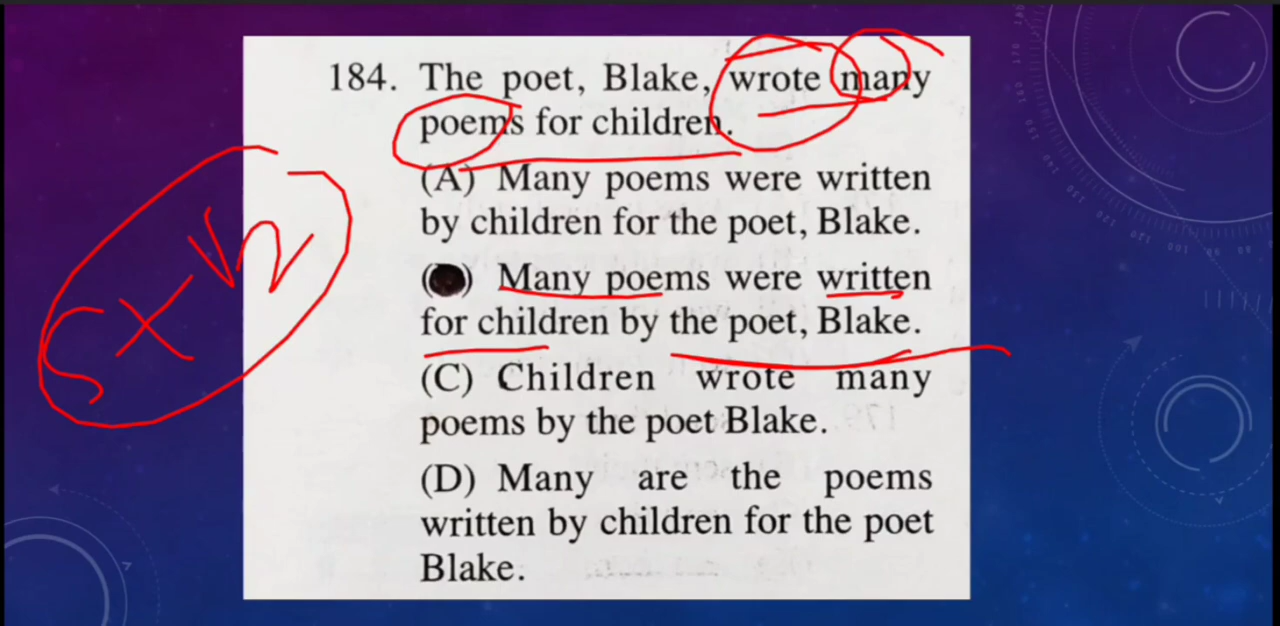 184. The poet, Blake, wrote many
poems for children.
(A) Many poems were written
by children for the poet, Blake.
( ) Many poems were written
for children by the poet, Blake.
(C) Children wrote many
poems by the poet Blake.
(D) Many are the poems
written by children for the poet
Blake.
S+V2